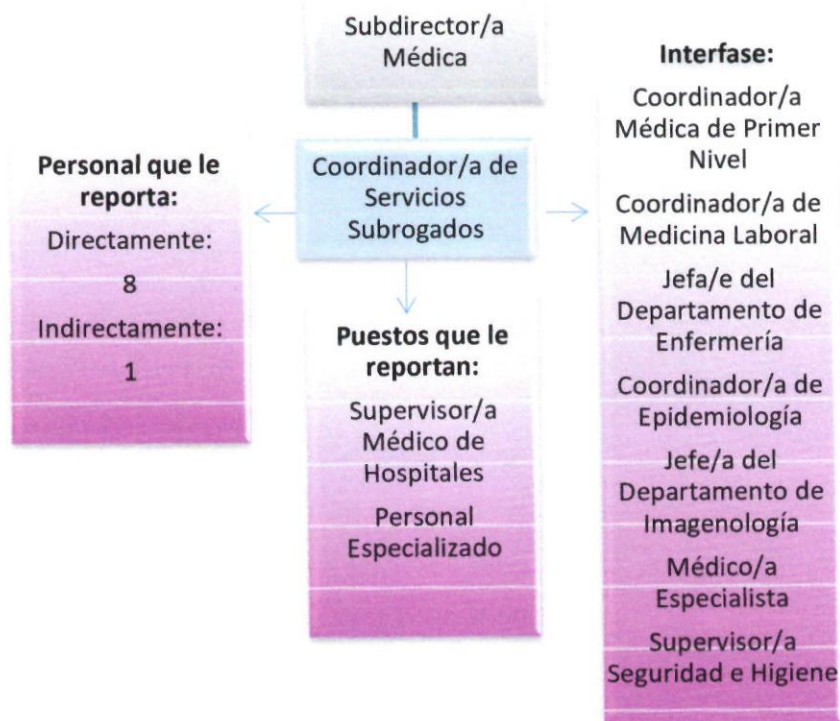 Subdirector/a
Médica
Coordinador/a de
Servicios
Subrogados
Personal que le
reporta:
Directamente:
8
Indirectamente:
1
Puestos que le
reportan:
Supervisor/a
Médico de
Hospitales
Personal
Especializado
Interfase:
Coordinador/a
Médica de Primer
Nivel
Coordinador/a de
Medicina Laboral
Jefa/e del
Departamento de
Enfermería
Coordinador/a de
Epidemiología
Jefe/a del
Departamento de
Imagenología
Médico/a
Especialista
Supervisor/a
Seguridad e Higiene